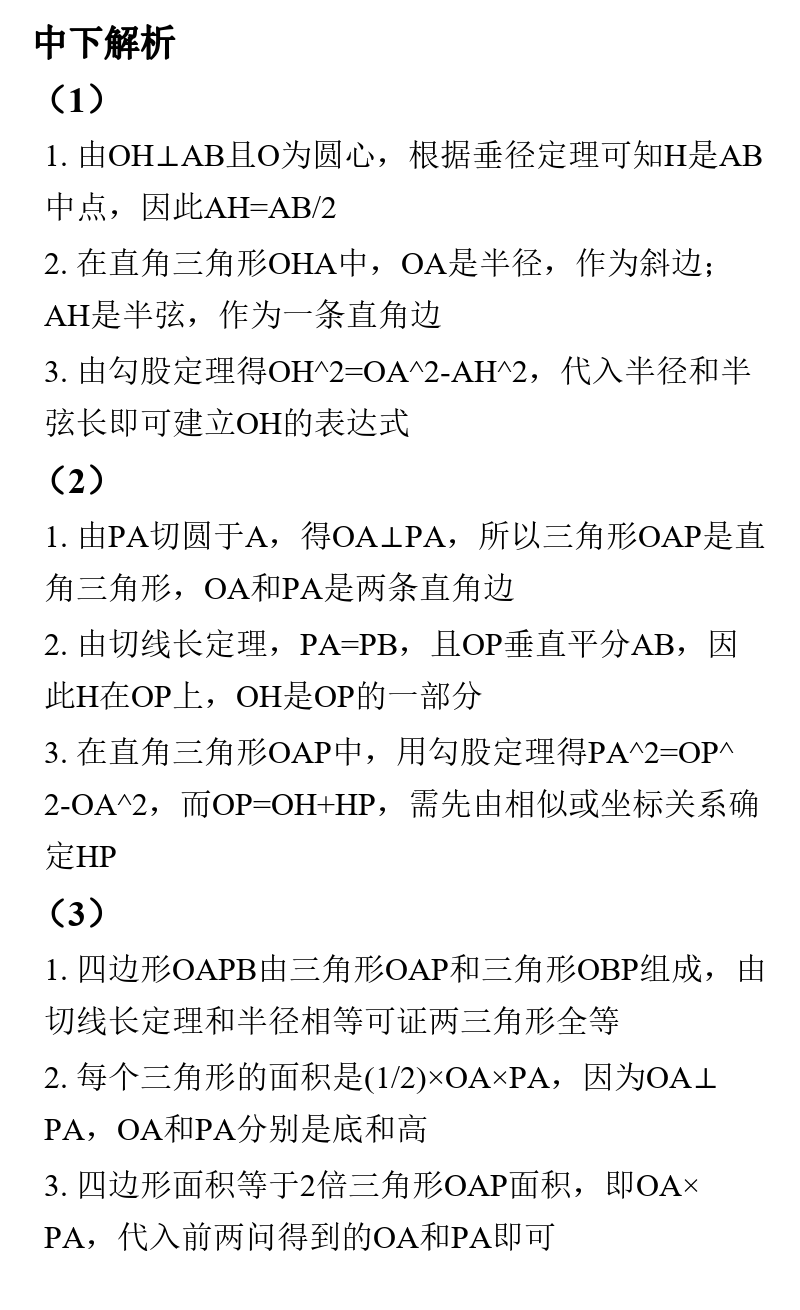 中下解析
（1）
1. 由OH⊥AB且O为圆心，根据垂径定理可知H是AB
中点，因此AH=AB/2
2. 在直角三角形OHA中，OA是半径，作为斜边；
AH是半弦，作为一条直角边
3. 由勾股定理得OH^2=OA^2-AH^2，代入半径和半
弦长即可建立OH的表达式
（2）
1. 由PA切圆于A，得OA⊥PA，所以三角形OAP是直
角三角形，OA和PA是两条直角边
2. 由切线长定理，PA=PB，且OP垂直平分AB，因
此H在OP上，OH是OP的一部分
3. 在直角三角形OAP中，用勾股定理得PA^2=OP^
2-OA^2，而OP=OH+HP，需先由相似或坐标关系确
定HP
（3）
1. 四边形OAPB由三角形OAP和三角形OBP组成，由
切线长定理和半径相等可证两三角形全等
2. 每个三角形的面积是(1/2)×OA×PA，因为OA⊥
PA，OA和PA分别是底和高
3. 四边形面积等于2倍三角形OAP面积，即OA×
PA，代入前两问得到的OA和PA即可